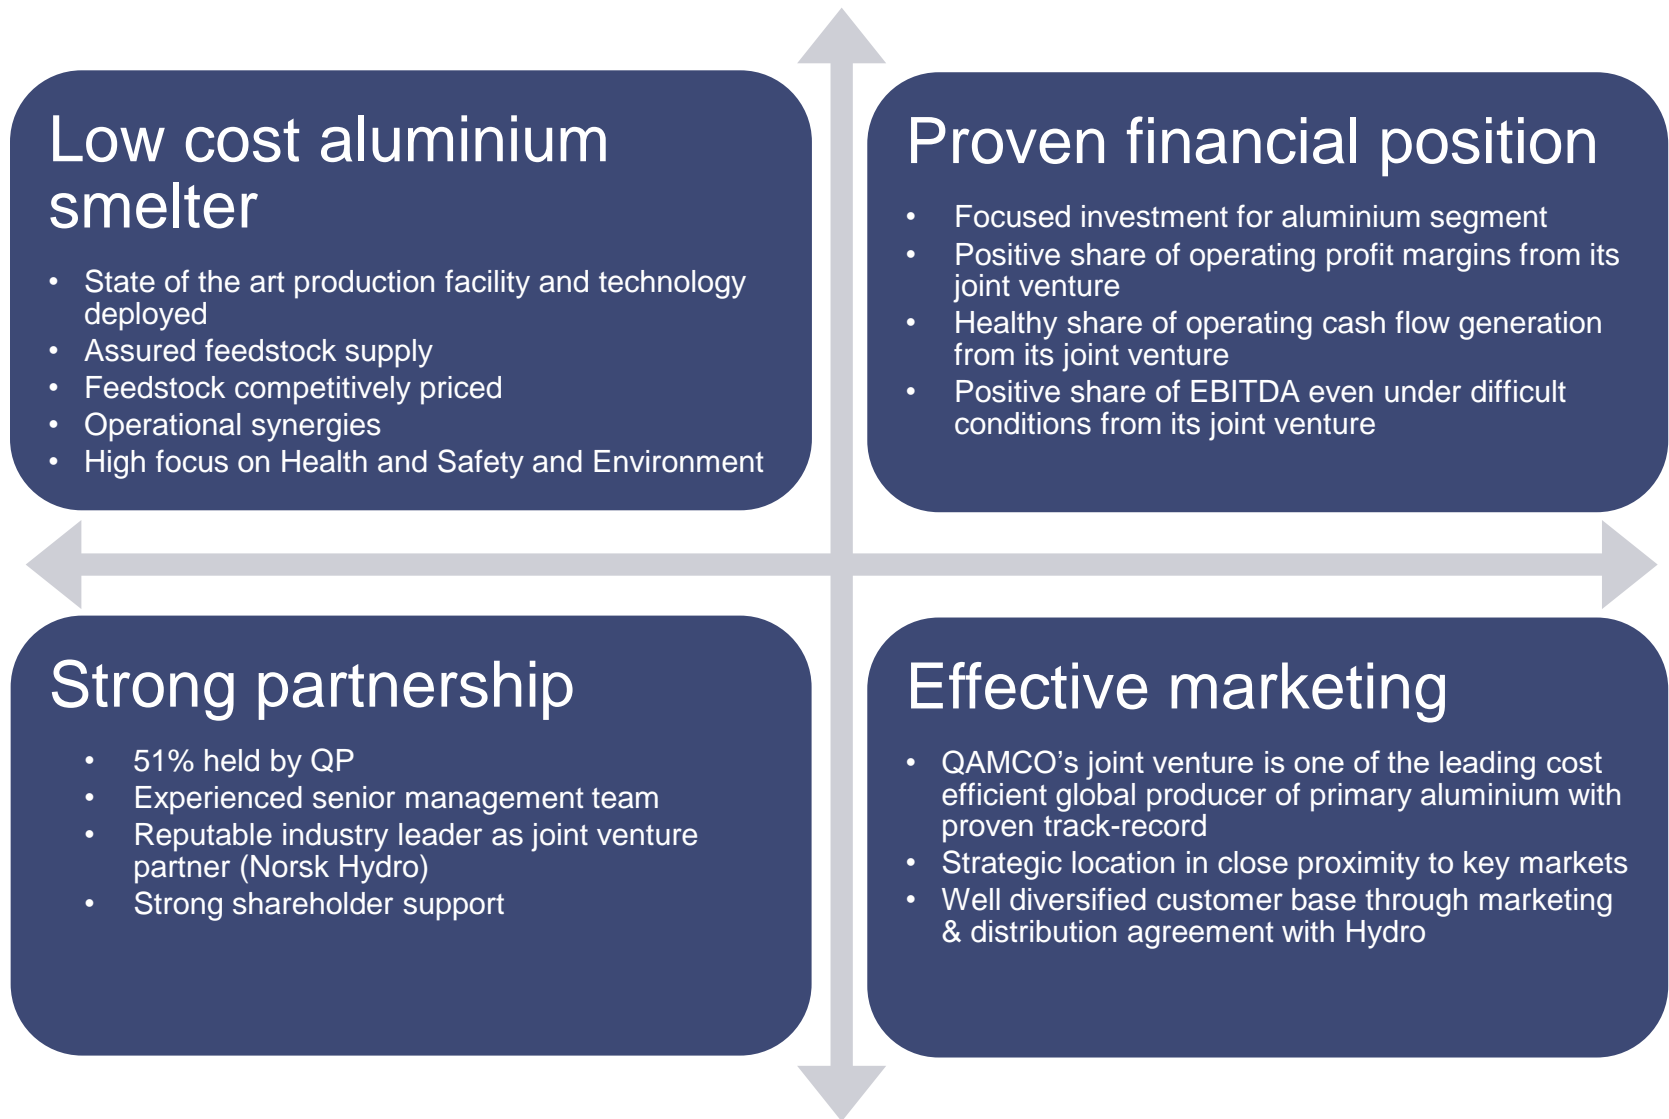 Low cost aluminium
smelter
• State of the art production facility and technology
deployed
• Assured feedstock supply
• Feedstock competitively priced
• Operational synergies
• High focus on Health and Safety and Environment
Proven financial position
• Focused investment for aluminium segment
• Positive share of operating profit margins from its
joint venture
• Healthy share of operating cash flow generation
from its joint venture
• Positive share of EBITDA even under difficult
conditions from its joint venture
Strong partnership
• 51% held by QP
• Experienced senior management team
• Reputable industry leader as joint venture
partner (Norsk Hydro)
• Strong shareholder support
Effective marketing
• QAMCO’s joint venture is one of the leading cost
efficient global producer of primary aluminium with
proven track-record
• Strategic location in close proximity to key markets
• Well diversified customer base through marketing
& distribution agreement with Hydro